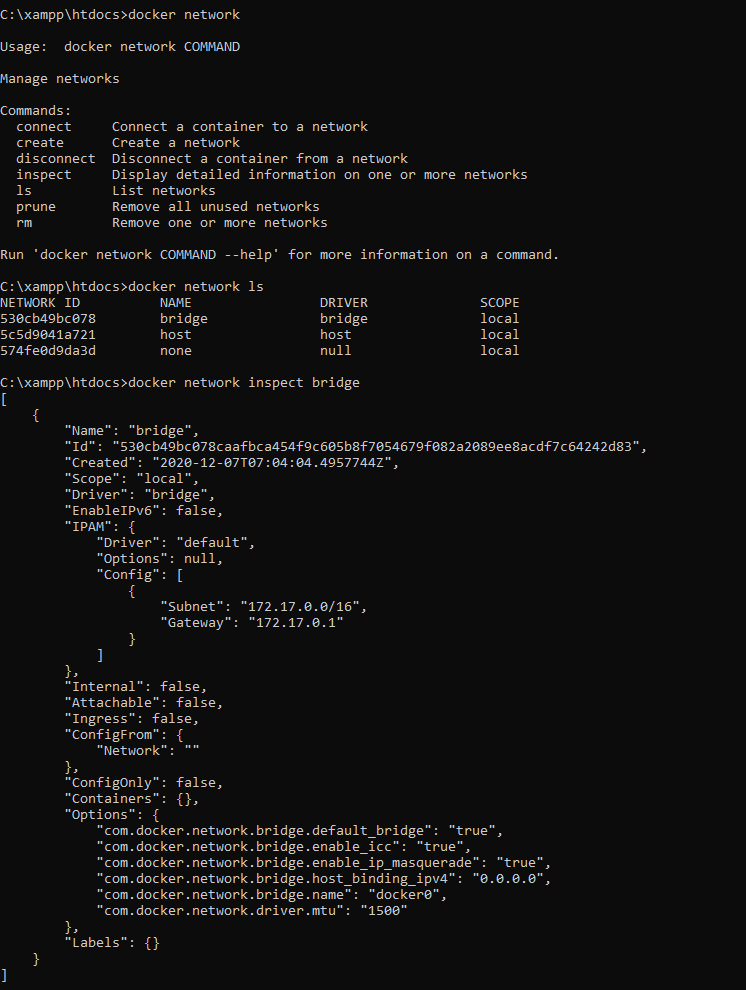 C:\xampp\htdocs>docker network
Usage:  docker network COMMAND
Manage networks
Commands:
  connect     Connect a container to a network
  create      Create a network
  disconnect  Disconnect a container from a network
  inspect     Display detailed information on one or more networks
  ls          List networks
  prune       Remove all unused networks
  rm          Remove one or more networks
Run 'docker network COMMAND --help' for more information on a command.
C:\xampp\htdocs>docker network ls
NETWORK ID          NAME                DRIVER              SCOPE
530cb49bc078        bridge              bridge              local
5c5d9041a721        host                host                local
574fe0d9da3d        none                null                local
C:\xampp\htdocs>docker network inspect bridge
[
    {
        "Name": "bridge",
        "Id": "530cb49bc078caafbca454f9c605b8f7054679f082a2089ee8acdf7c64242d83",
        "Created": "2020-12-07T07:04:04.4957744Z",
        "Scope": "local",
        "Driver": "bridge",
        "EnableIPv6": false,
        "IPAM": {
            "Driver": "default",
            "Options": null,
            "Config": [
                {
                    "Subnet": "172.17.0.0/16",
                    "Gateway": "172.17.0.1"
                }
            ]
        },
        "Internal": false,
        "Attachable": false,
        "Ingress": false,
        "ConfigFrom": {
            "Network": ""
        },
        "ConfigOnly": false,
        "Containers": {},
        "Options": {
            "com.docker.network.bridge.default_bridge": "true",
            "com.docker.network.bridge.enable_icc": "true",
            "com.docker.network.bridge.enable_ip_masquerade": "true",
            "com.docker.network.bridge.host_binding_ipv4": "0.0.0.0",
            "com.docker.network.bridge.name": "docker0",
            "com.docker.network.driver.mtu": "1500"
        },
        "Labels": {}
    }
]